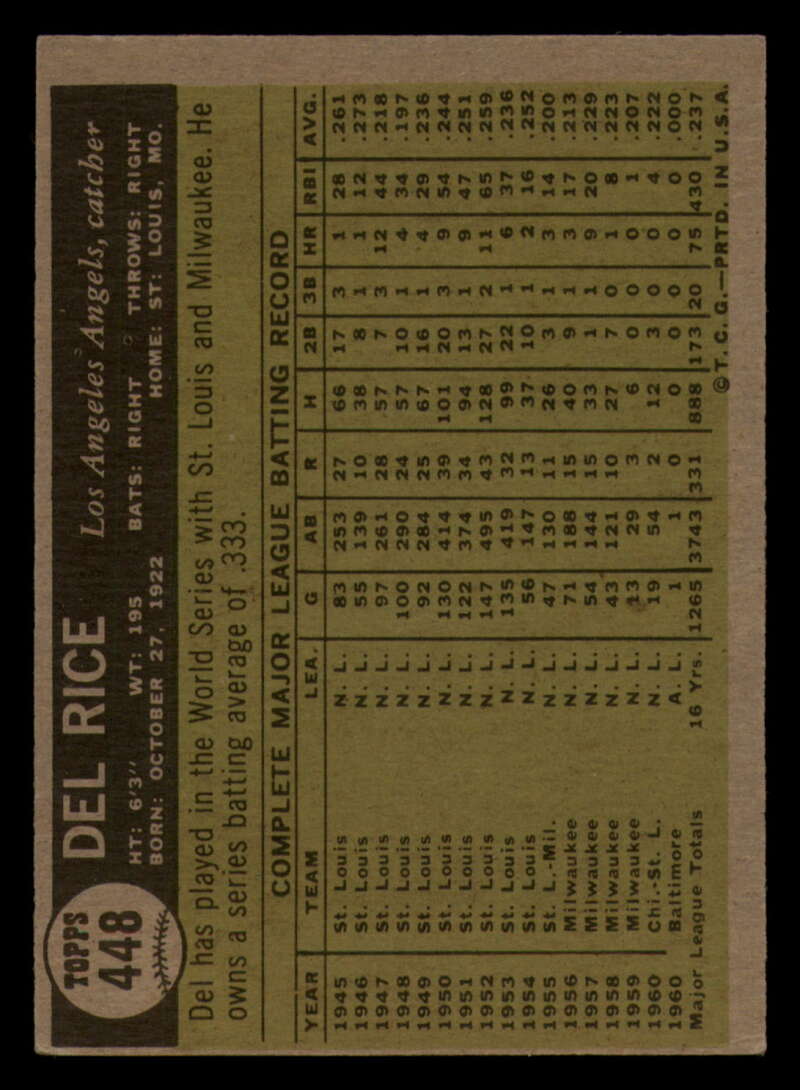 TOPPS
448
DEL RICE Los Angeles Angels, catcher
HT: 6'3" WT: 195 BATS: RIGHT THROWS: RIGHT
BORN: OCTOBER 27, 1922 HOME: ST: LOUIS, MO.
Del has played in the World Series with St. Louis and Milwaukee. He
owns a series batting average of .333.
COMPLETE MAJOR LEAGUE BATTING RECORD
YEAR TEAM LEA. G AB R H 2B 3B HR RBI AVG.
1945 St. Louis N. L. 83 253 27 66 17 3 1 28 .261
1946 St. Louis N. L. 55 139 10 38 8 1 1 12 .273
1947 St. Louis N. L. 97 261 28 57 7 3 12 44 .218
1948 St. Louis N. L. 100 290 24 57 10 1 4 34 .197
1949 St. Louis N. L. 92 284 25 67 16 1 4 29 .236
1950 St. Louis N. L. 130 414 39 101 20 3 9 54 .244
1951 St. Louis N. L. 122 374 34 94 13 1 9 47 .251
1952 St. Louis N. L. 147 495 43 128 27 2 11 65 .259
1953 St. Louis N. L. 135 419 32 99 22 1 6 37 .236
1954 St. Louis N. L. 56 147 13 37 10 1 2 16 .252
1955 St. L.-Mil. N. L. 47 130 11 26 3 1 3 14 .200
1956 Milwaukee N. L. 71 188 15 40 9 1 3 17 .213
1957 Milwaukee N. L. 54 144 15 33 1 1 9 20 .229
1958 Milwaukee N. L. 43 121 10 27 7 0 1 8 .223
1959 Milwaukee N. L. 13 29 3 6 0 0 0 1 .207
1960 Chi.-St. L. N. L. 19 54 2 12 3 0 0 4 .222
1960 Baltimore A. L. 1 1 0 0 0 0 0 0 .000
Major League Totals 16 Yrs. 1265 3743 331 888 173 20 75 430 .237
©T. C. G.—PRTD. IN U.S.A.